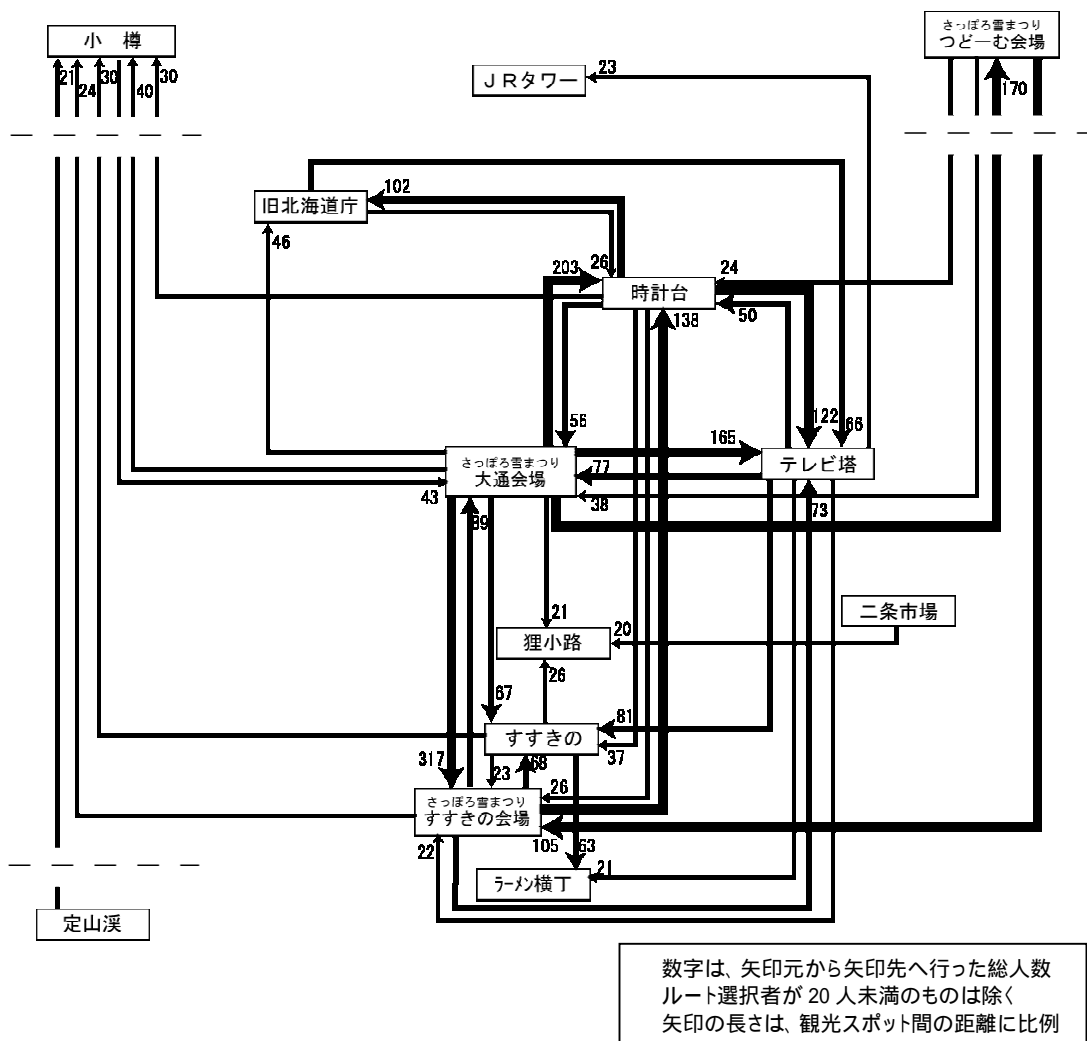 小 樽
さっぽろ雪まつり
つどーむ会場
21
24
30
40
30
JRタワー
23
170
旧北海道庁
102
46
203
26
24
時計台
138
50
56
165
122
66
さっぽろ雪まつり
大通会場
77
テレビ塔
43
89
38
73
二条市場
21
狸小路
20
26
67
81
すすきの
37
317
23
68
26
さっぽろ雪まつり
すすきの会場
22
105
63
21
ラーメン横丁
定山渓
数字は、矢印元から矢印先へ行った総人数
ルート選択者が 20 人未満のものは除く
矢印の長さは、観光スポット間の距離に比例